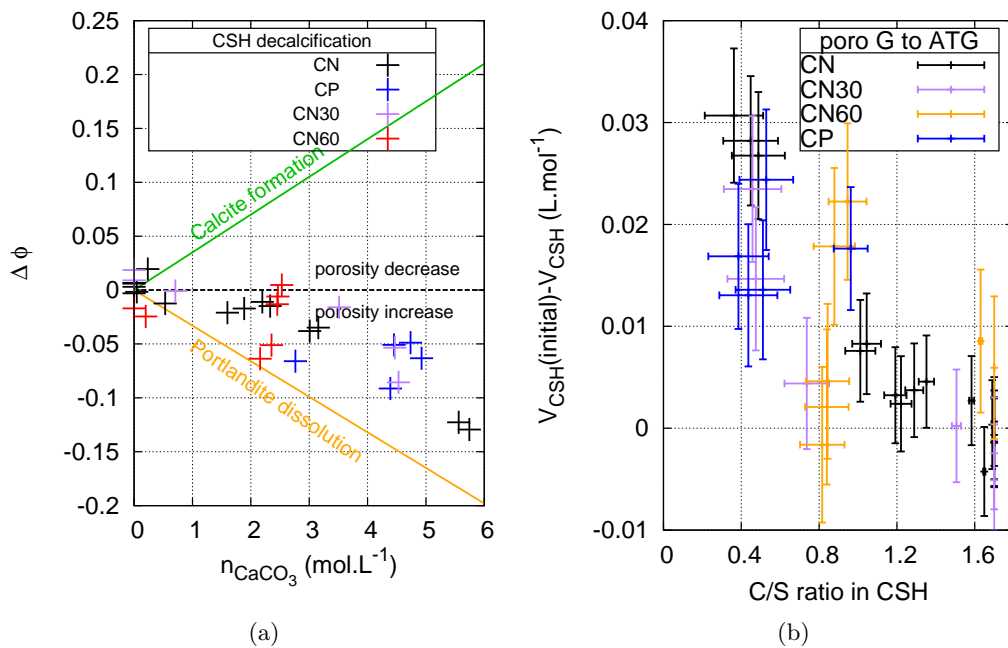 0.25
0.2
0.15
0.1
0.05
0
-0.05
-0.1
-0.15
-0.2
Δ ϕ
CSH decalcification
CN
CP
CN30
CN60
Calcite formation
porosity decrease
porosity increase
Portlandite dissolution
0 1 2 3 4 5 6
nCaCO3 (mol.L-1)
(a)
0.04
0.03
0.02
0.01
0
-0.01
VCSH(initial)-VCSH (L.mol-1)
poro G to ATG
CN
CN30
CN60
CP
0 0.4 0.8 1.2 1.6
C/S ratio in CSH
(b)